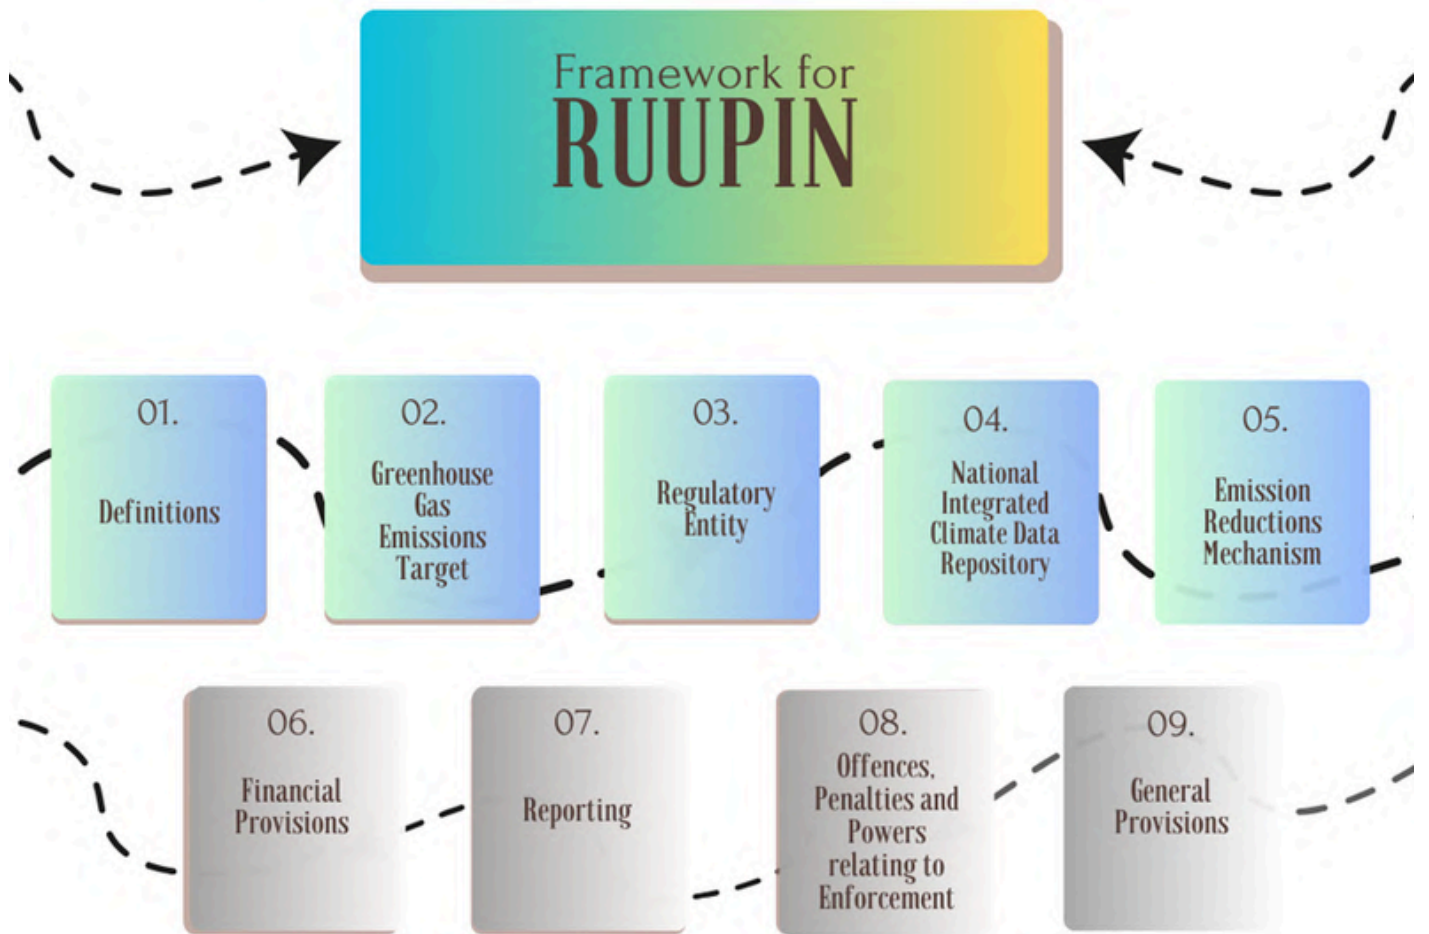 Framework for
RUUPIN
01.
Definitions
02.
Greenhouse
Gas
Emissions
Target
03.
Regulatory
Entity
04.
National
Integrated
Climate Data
Repository
05.
Emission
Reductions
Mechanism
06.
Financial
Provisions
07.
Reporting
08.
Offences,
Penalties and
Powers
relating to
Enforcement
09.
General
Provisions